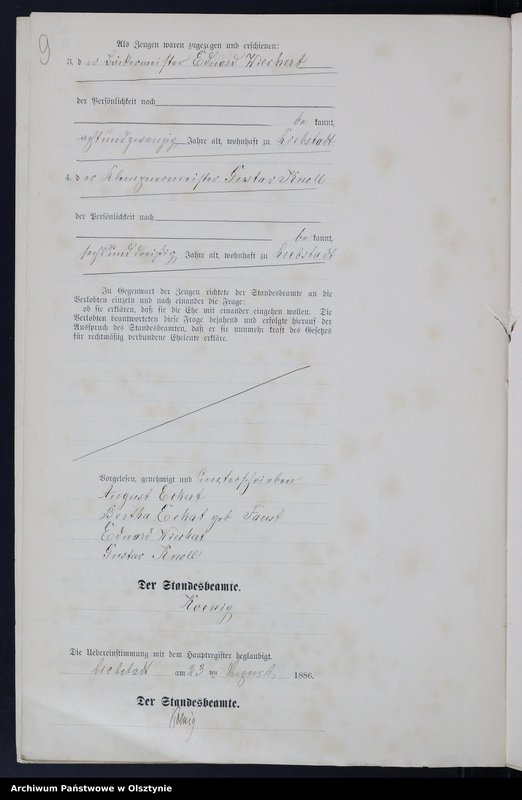 9
Als Zeugen waren zugezogen und erschienen:
3. der Bäckermeister Eduard Wiechert
der Persönlichkeit nach
be kannt,
achtundzwanzig Jahre alt, wohnhaft zu Liebstadt
4. der Klempnermeister Gustav Knoll
der Persönlichkeit nach
be kannt,
sechsunddreißig Jahre alt, wohnhaft zu Liebstadt
In Gegenwart der Zeugen richtete der Standesbeamte an die
Verlobten einzeln und nach einander die Frage:
ob sie erklären, daß sie die Ehe mit einander eingehen wollen. Die
Verlobten beantworteten diese Frage bejahend und erfolgte hierauf der
Ausspruch des Standesbeamten, daß er sie nunmehr kraft des Gesetzes
für rechtmäßig verbundene Eheleute erkläre.
Vorgelesen, genehmigt und unterschrieben
August Eckert
Bertha Eckert geb Faust
Eduard Wiechert
Gustav Knoll
Der Standesbeamte.
Koenig
Die Uebereinstimmung mit dem Hauptregister beglaubigt.
Liebstadt am 23 ten August 1886.
Der Standesbeamte.
Koenig
Archiwum Państwowe w Olsztynie